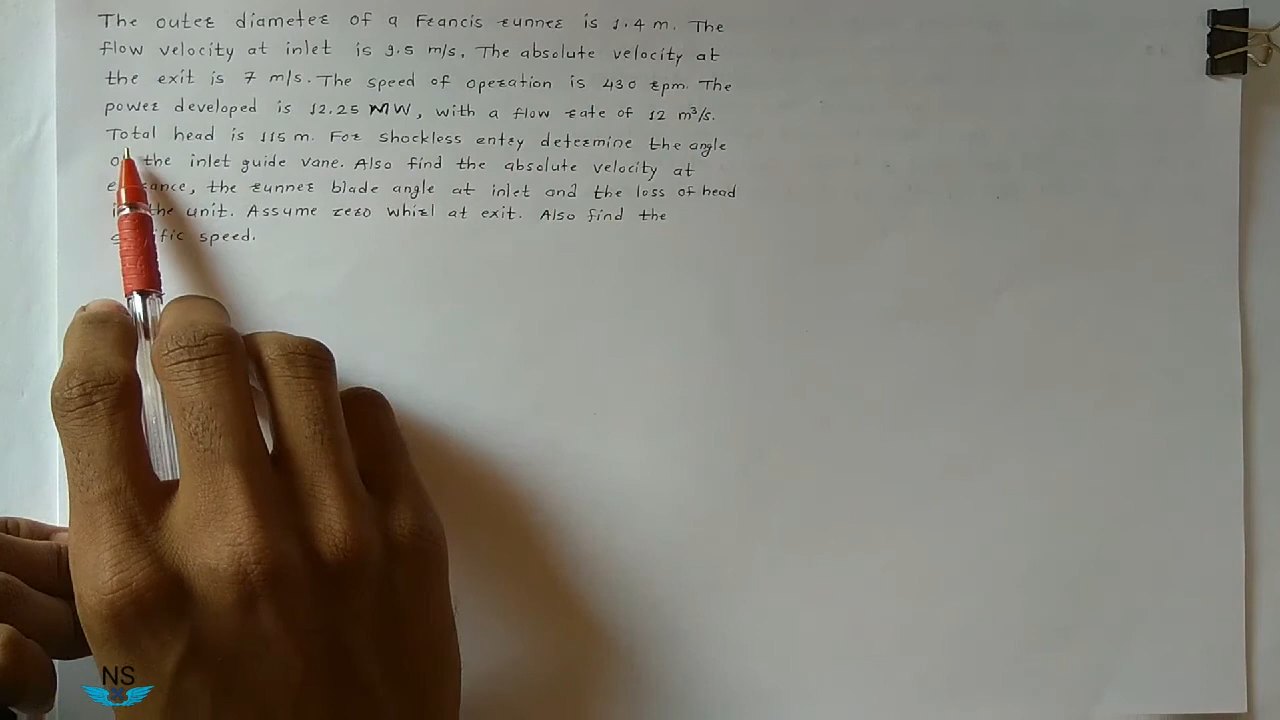 The outer diameter of a Francis runner is 1.4 m. The
flow velocity at inlet is 9.5 m/s. The absolute velocity at
the exit is 7 m/s. The speed of operation is 430 rpm. The
power developed is 12.25 MW, with a flow rate of 12 m³/s.
Total head is 115 m. For shockless entry determine the angle
the inlet guide vane. Also find the absolute velocity at
the runner blade angle at inlet and the loss of head
the unit. Assume zero whirl at exit. Also find the
speed.
NS